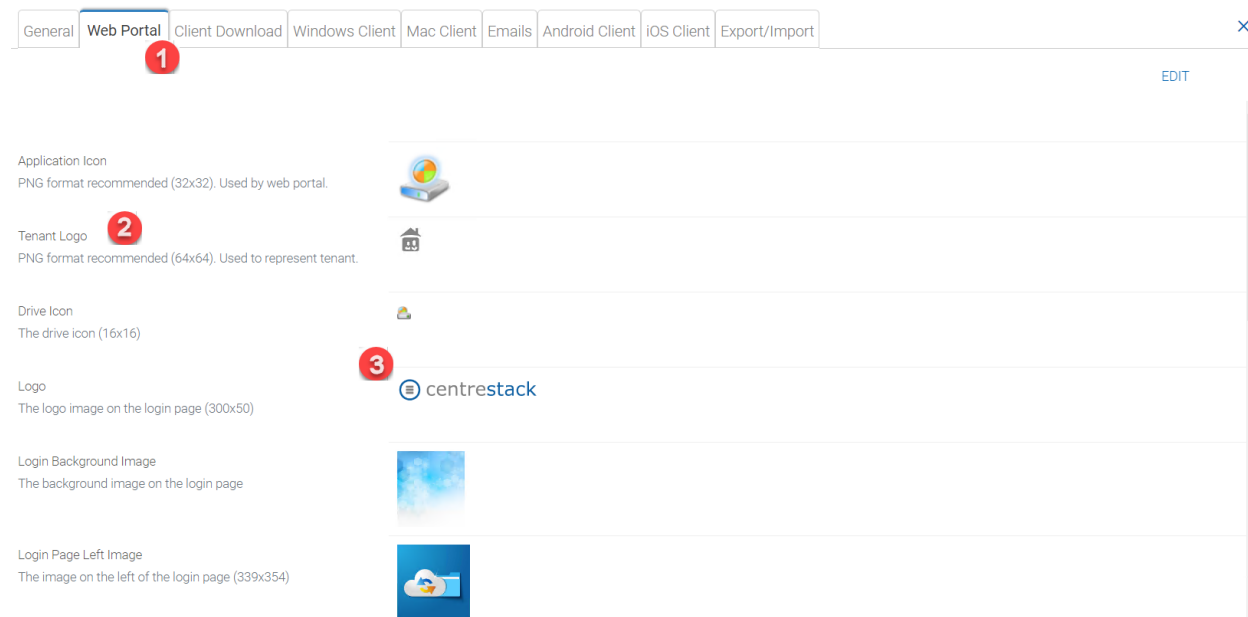 General Web Portal Client Download Windows Client Mac Client Emails Android Client iOS Client Export/Import
1
EDIT
Application Icon
PNG format recommended (32x32). Used by web portal.
2
Tenant Logo
PNG format recommended (64x64). Used to represent tenant.
Drive Icon
The drive icon (16x16)
3
Logo
centrestack
The logo image on the login page (300x50)
Login Background Image
The background image on the login page
Login Page Left Image
The image on the left of the login page (339x354)